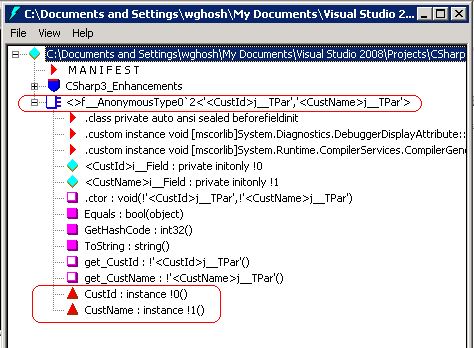 C:\Documents and Settings\wghosh\My Documents\Visual Studio 2...
File View Help
C:\Documents and Settings\wghosh\My Documents\Visual Studio 2008\Projects\CSharp
M A N I F E S T
CSharp3_Enhancements
<>f__AnonymousType0`2<'<CustId>j__TPar','<CustName>j__TPar'>
.class private auto ansi sealed beforefieldinit
.custom instance void [mscorlib]System.Diagnostics.DebuggerDisplayAttribute::
.custom instance void [mscorlib]System.Runtime.CompilerServices.CompilerGene
<CustId>i__Field : private initonly !0
<CustName>i__Field : private initonly !1
.ctor : void(!'<CustId>j__TPar',!'<CustName>j__TPar')
Equals : bool(object)
GetHashCode : int32()
ToString : string()
get_CustId : !'<CustId>j__TPar'()
get_CustName : !'<CustName>j__TPar'()
CustId : instance !0()
CustName : instance !1()